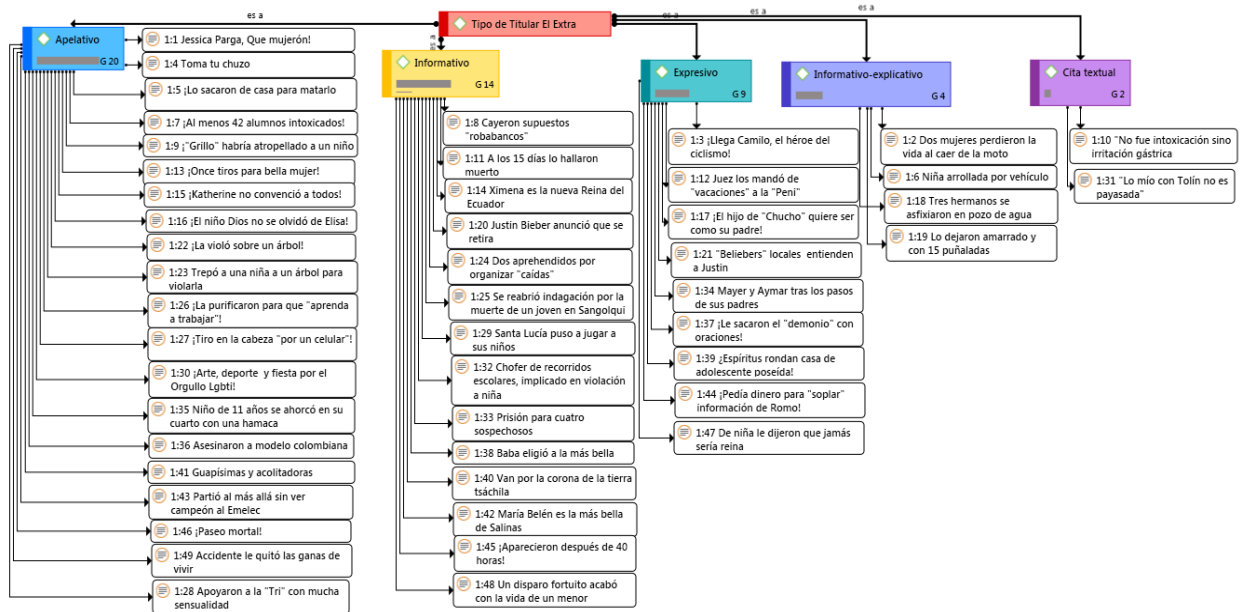 es a
es a
es a
es a
es a
Tipo de Titular El Extra
Apelativo
G 20
1:1 Jessica Parga, Que mujerón!
1:4 Toma tu chuzo
1:5 ¡Lo sacaron de casa para matarlo
1:7 ¡Al menos 42 alumnos intoxicados!
1:9 ¡"Grillo" habría atropellado a un niño
1:13 ¡Once tiros para bella mujer!
1:15 ¡Katherine no convenció a todos!
1:16 ¡El niño Dios no se olvidó de Elisa!
1:22 ¡La violó sobre un árbol!
1:23 Trepó a una niña a un árbol para
violarla
1:26 ¡La purificaron para que "aprenda
a trabajar"!
1:27 ¡Tiro en la cabeza "por un celular"!
1:30 ¡Arte, deporte y fiesta por el
Orgullo Lgbti!
1:35 Niño de 11 años se ahorcó en su
cuarto con una hamaca
1:36 Asesinaron a modelo colombiana
1:41 Guapísimas y acolitadoras
1:43 Partió al más allá sin ver
campeón al Emelec
1:46 ¡Paseo mortal!
1:49 Accidente le quitó las ganas de
vivir
1:28 Apoyaron a la "Tri" con mucha
sensualidad
Informativo
G 14
1:8 Cayeron supuestos
"robabancos"
1:11 A los 15 días lo hallaron
muerto
1:14 Ximena es la nueva Reina del
Ecuador
1:20 Justin Bieber anunció que se
retira
1:24 Dos aprehendidos por
organizar "caídas"
1:25 Se reabrió indagación por la
muerte de un joven en Sangolqui
1:29 Santa Lucía puso a jugar a
sus niños
1:32 Chofer de recorridos
escolares, implicado en violación
a niña
1:33 Prisión para cuatro
sospechosos
1:38 Baba eligió a la más bella
1:40 Van por la corona de la tierra
tsáchila
1:42 María Belén es la más bella
de Salinas
1:45 ¡Aparecieron después de 40
horas!
1:48 Un disparo fortuito acabó
con la vida de un menor
Expresivo
G 9
1:3 ¡Llega Camilo, el héroe del
ciclismo!
1:12 Juez los mandó de
"vacaciones" a la "Peni"
1:17 ¡El hijo de "Chucho" quiere ser
como su padre!
1:21 "Beliebers" locales entienden
a Justin
1:34 Mayer y Aymar tras los pasos
de sus padres
1:37 ¡Le sacaron el "demonio" con
oraciones!
1:39 ¿Espíritus rondan casa de
adolescente poseída!
1:44 ¡Pedía dinero para "soplar"
información de Romo!
1:47 De niña le dijeron que jamás
sería reina
Informativo-explicativo
G 4
1:2 Dos mujeres perdieron la
vida al caer de la moto
1:6 Niña arrollada por vehículo
1:18 Tres hermanos se
asfixiaron en pozo de agua
1:19 Lo dejaron amarrado y
con 15 puñaladas
Cita textual
G 2
1:10 "No fue intoxicación sino
irritación gástrica
1:31 "Lo mío con Tolín no es
payasada"